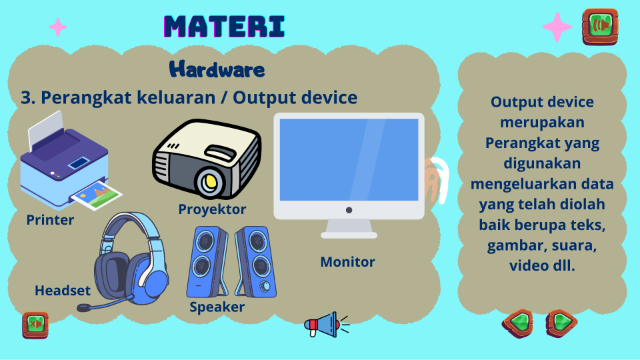 MATERI
Hardware
3. Perangkat keluaran / Output device
Printer
Proyektor
Monitor
Headset
Speaker
Output device
merupakan
Perangkat yang
digunakan
mengeluarkan data
yang telah diolah
baik berupa teks,
gambar, suara,
video dll.